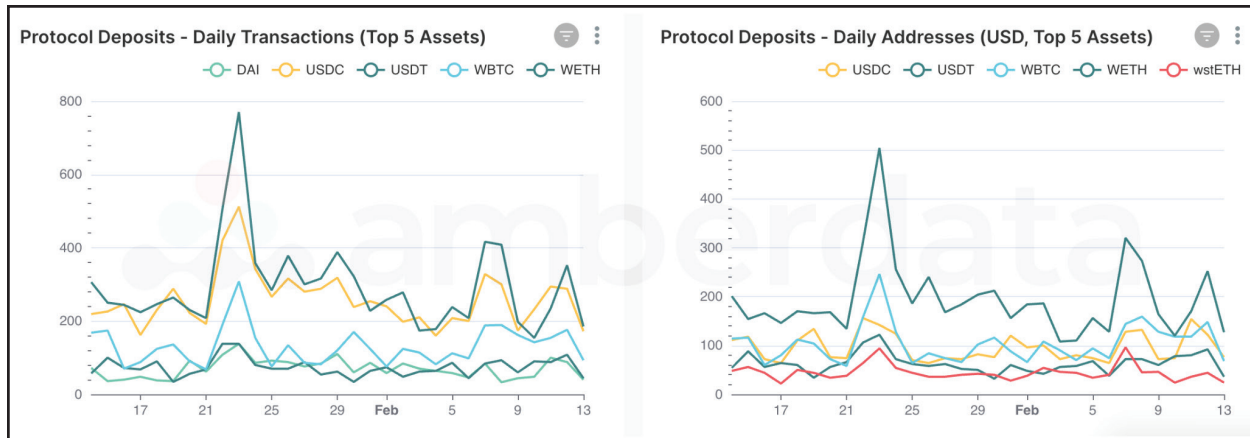 Protocol Deposits - Daily Transactions (Top 5 Assets)
DAI USDC USDT WBTC WETH
800
600
400
200
0
17 21 25 29 Feb 5 9 13
Protocol Deposits - Daily Addresses (USD, Top 5 Assets)
USDC USDT WBTC WETH wstETH
600
500
400
300
200
100
0
17 21 25 29 Feb 5 9 13
amberdata